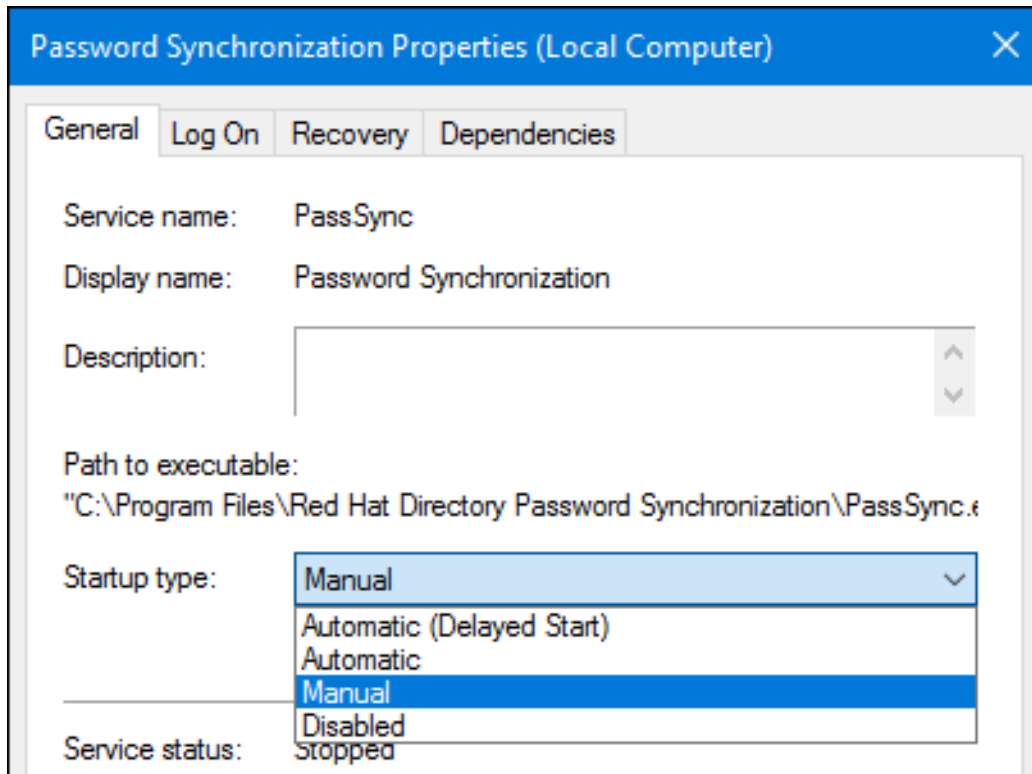 Password Synchronization Properties (Local Computer)
General Log On Recovery Dependencies
Service name: PassSync
Display name: Password Synchronization
Description:
Path to executable:
"C:\Program Files\Red Hat Directory Password Synchronization\PassSync.e
Startup type: Manual
Automatic (Delayed Start)
Automatic
Manual
Disabled
Service status: Stopped